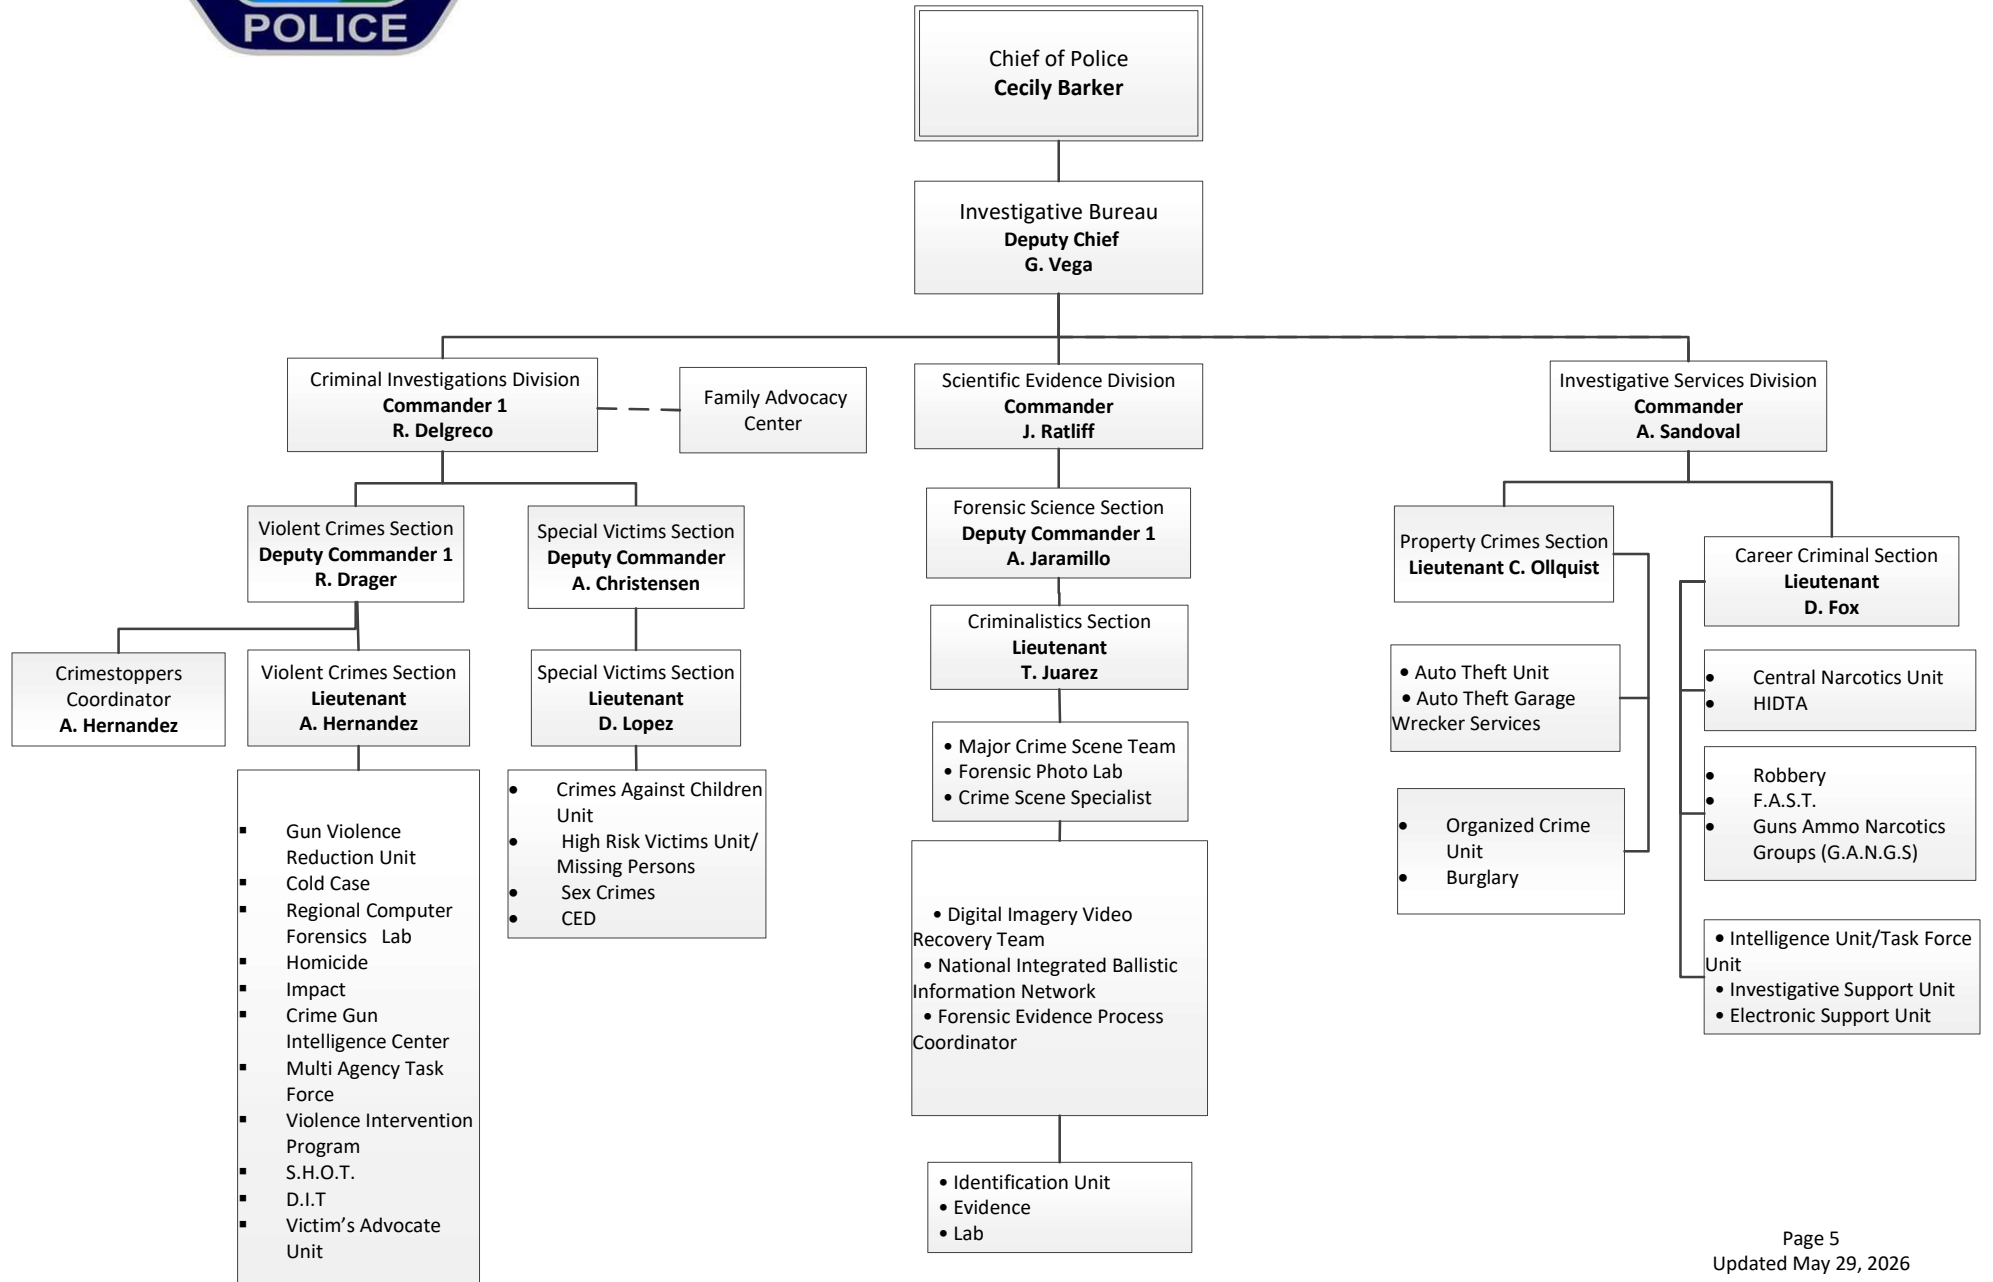 POLICE
Chief of Police
Cecily Barker
Investigative Bureau
Deputy Chief
G. Vega
Criminal Investigations Division
Commander 1
R. Delgreco
Family Advocacy
Center
Scientific Evidence Division
Commander
J. Ratliff
Investigative Services Division
Commander
A. Sandoval
Violent Crimes Section
Deputy Commander 1
R. Drager
Special Victims Section
Deputy Commander
A. Christensen
Forensic Science Section
Deputy Commander 1
A. Jaramillo
Property Crimes Section
Lieutenant C. Ollquist
Career Criminal Section
Lieutenant
D. Fox
Crimestoppers
Coordinator
A. Hernandez
Violent Crimes Section
Lieutenant
A. Hernandez
Special Victims Section
Lieutenant
D. Lopez
Criminalistics Section
Lieutenant
T. Juarez
• Auto Theft Unit
• Auto Theft Garage
Wrecker Services
• Central Narcotics Unit
• HIDTA
▪ Gun Violence
Reduction Unit
▪ Cold Case
▪ Regional Computer
Forensics Lab
▪ Homicide
▪ Impact
▪ Crime Gun
Intelligence Center
▪ Multi Agency Task
Force
▪ Violence Intervention
Program
▪ S.H.O.T.
▪ D.I.T
▪ Victim’s Advocate
Unit
• Crimes Against Children
Unit
• High Risk Victims Unit/
Missing Persons
• Sex Crimes
• CED
• Major Crime Scene Team
• Forensic Photo Lab
• Crime Scene Specialist
• Digital Imagery Video
Recovery Team
• National Integrated Ballistic
Information Network
• Forensic Evidence Process
Coordinator
• Identification Unit
• Evidence
• Lab
• Organized Crime
Unit
• Burglary
• Robbery
• F.A.S.T.
• Guns Ammo Narcotics
Groups (G.A.N.G.S)
• Intelligence Unit/Task Force
Unit
• Investigative Support Unit
• Electronic Support Unit
Page 5
Updated May 29, 2026